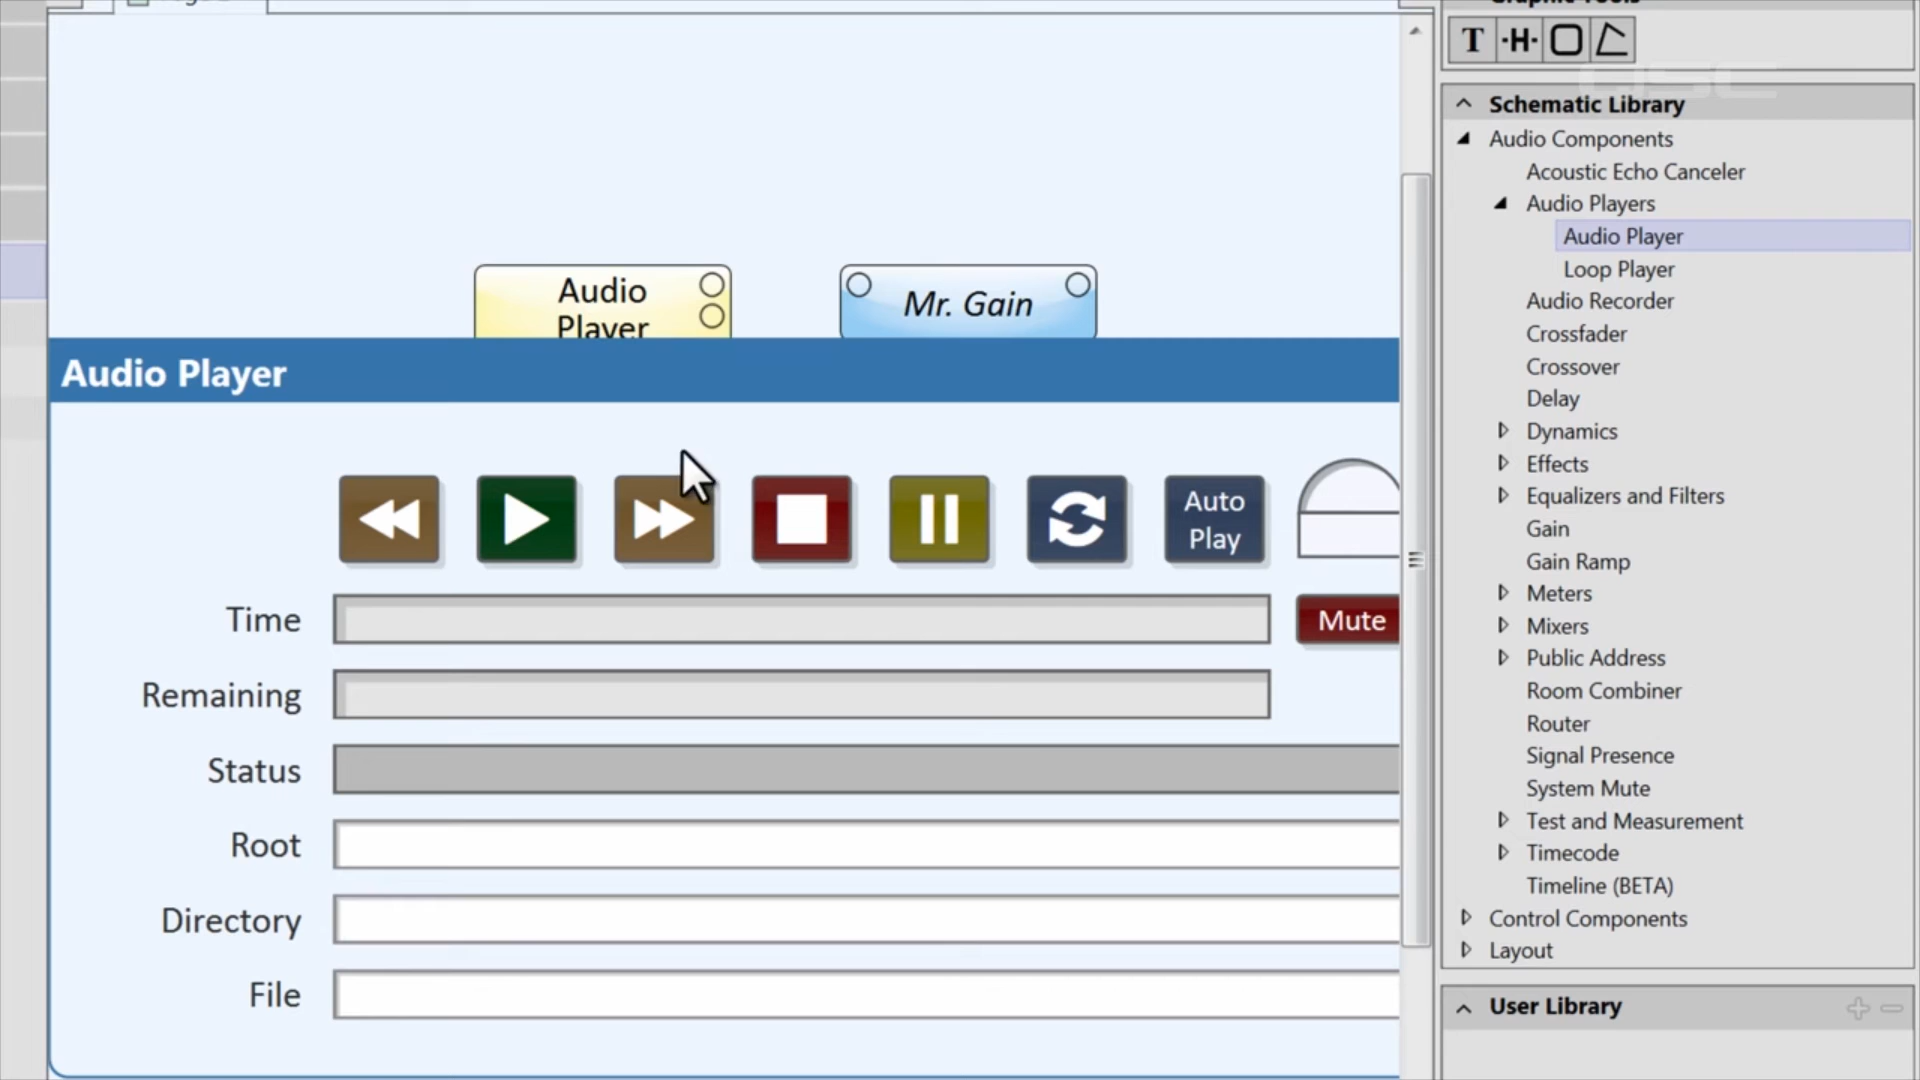 T ·H·
QSC
Schematic Library
Audio Components
Acoustic Echo Canceler
Audio Players
Audio Player
Loop Player
Audio Recorder
Crossfader
Crossover
Delay
Dynamics
Effects
Equalizers and Filters
Gain
Gain Ramp
Meters
Mixers
Public Address
Room Combiner
Router
Signal Presence
System Mute
Test and Measurement
Timecode
Timeline (BETA)
Control Components
Layout
User Library
Audio
Player
Mr. Gain
Audio Player
Auto
Play
Time
Mute
Remaining
Status
Root
Directory
File